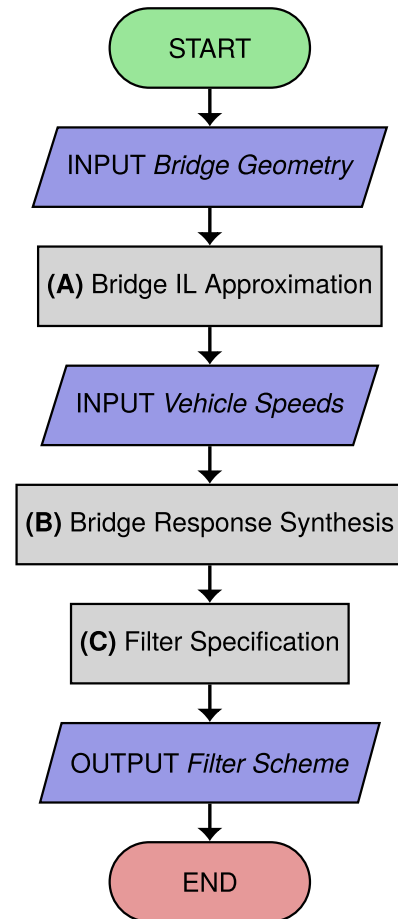 START
INPUT Bridge Geometry
(A) Bridge IL Approximation
INPUT Vehicle Speeds
(B) Bridge Response Synthesis
(C) Filter Specification
OUTPUT Filter Scheme
END